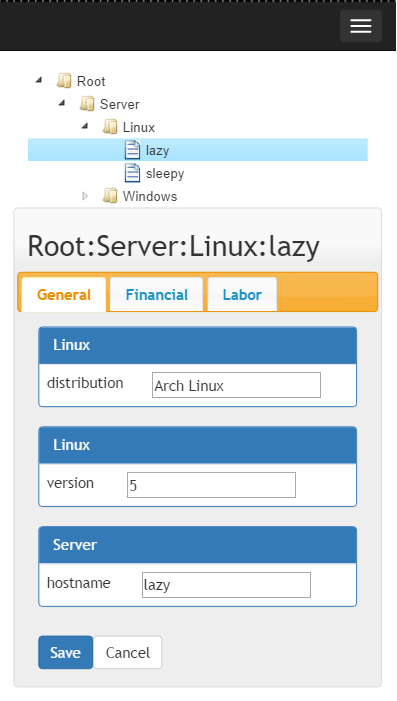 Root
Server
Linux
lazy
sleepy
Windows
Root:Server:Linux:lazy
General Financial Labor
Linux
distribution Arch Linux
Linux
version 5
Server
hostname lazy
Save Cancel